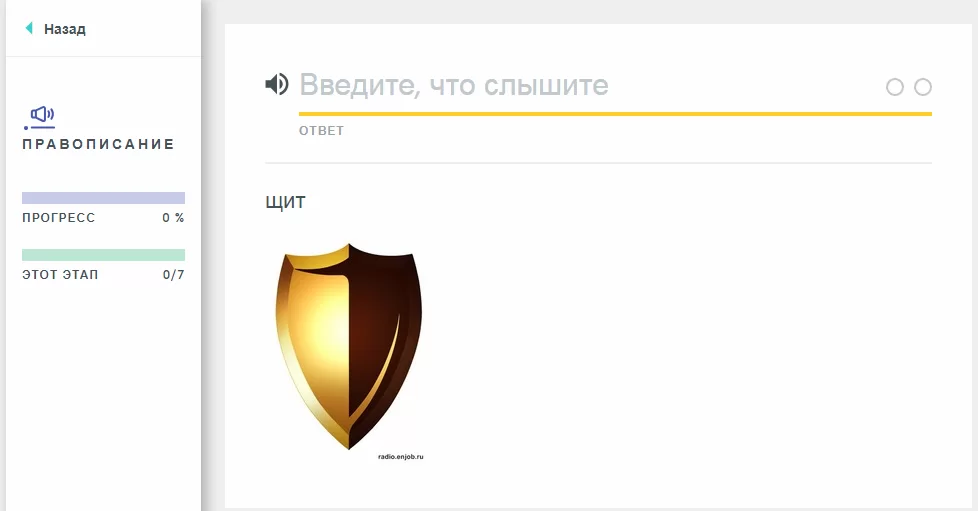 Назад
ПРАВОПИСАНИЕ
ПРОГРЕСС 0 %
ЭТОТ ЭТАП 0/7
Введите, что слышите
ОТВЕТ
ЩИТ
radio.enjob.ru